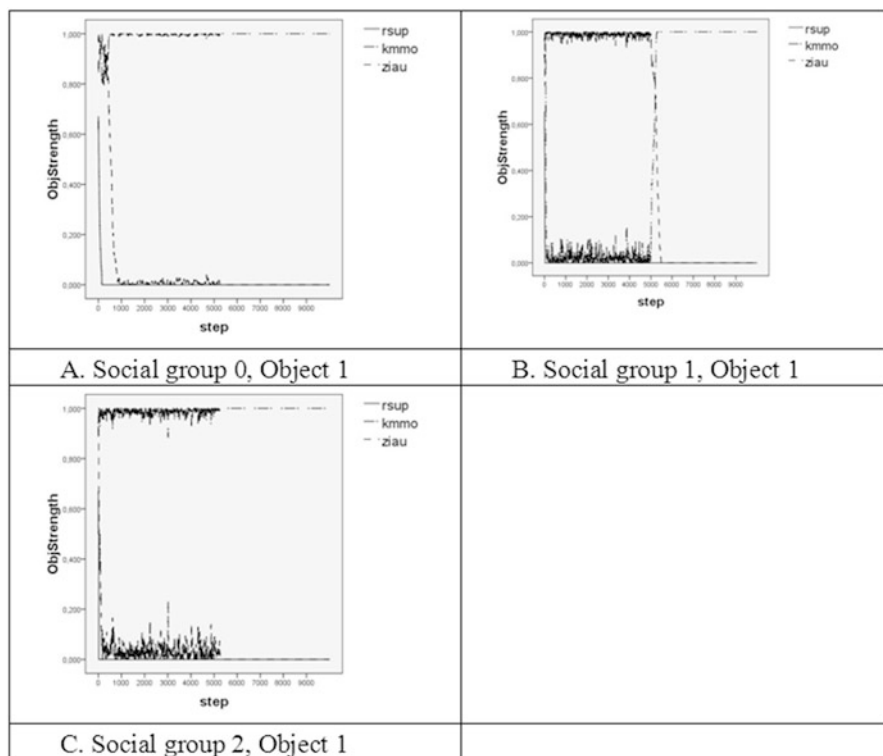 1,000
0,800
0,600
0,400
0,200
0,000
ObjStrength
0 1000 2000 3000 4000 5000 6000 7000 8000 9000
step
rsup
kmmo
ziau
A. Social group 0, Object 1
1,000
0,800
0,600
0,400
0,200
0,000
ObjStrength
0 1000 2000 3000 4000 5000 6000 7000 8000 9000
step
rsup
kmmo
ziau
B. Social group 1, Object 1
1,000
0,800
0,600
0,400
0,200
0,000
ObjStrength
0 1000 2000 3000 4000 5000 6000 7000 8000 9000
step
rsup
kmmo
ziau
C. Social group 2, Object 1